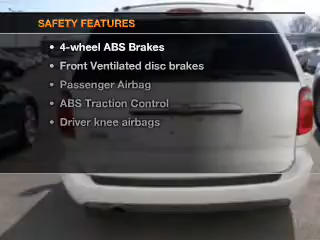 SAFETY FEATURES
• 4-wheel ABS Brakes
• Front Ventilated disc brakes
• Passenger Airbag
• ABS Traction Control
• Driver knee airbags